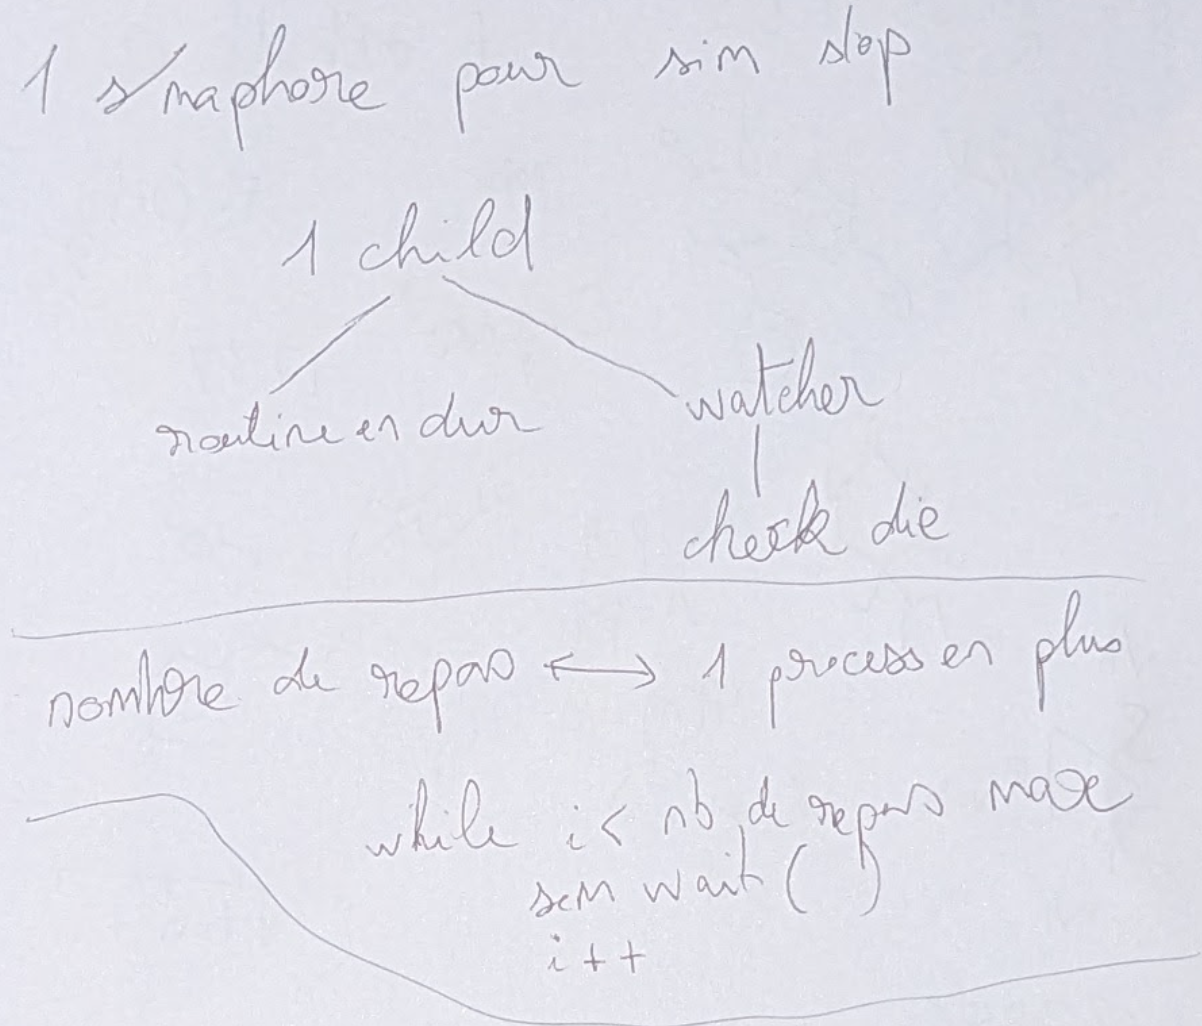 1 s'maphore pour sim stop
1 child
routine en dur
watcher
check die
nombre de repas ↔ 1 process en plus
while i < nb de repas max
sem wait ( )
i++